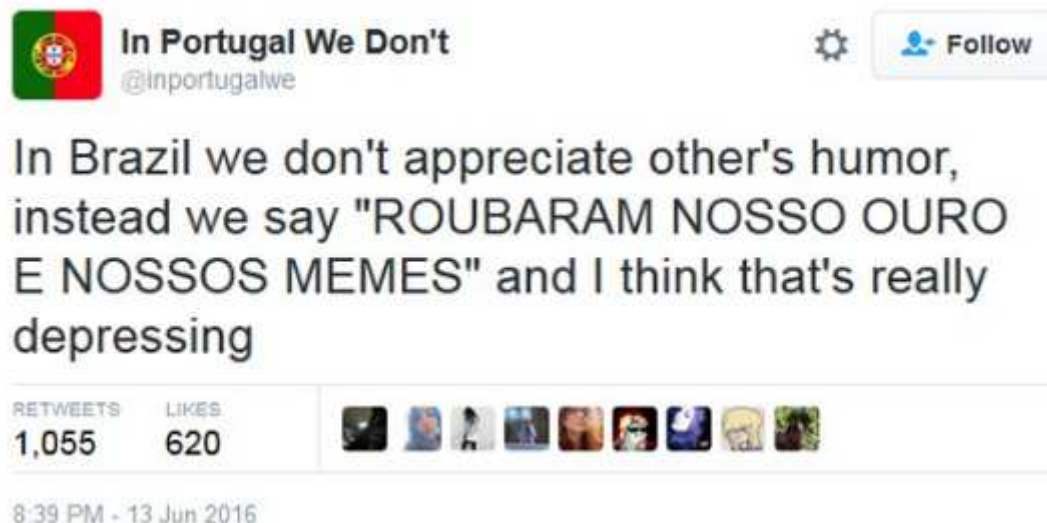 In Portugal We Don't
Follow
@inportugalwe
In Brazil we don't appreciate other's humor,
instead we say "ROUBARAM NOSSO OURO
E NOSSOS MEMES" and I think that's really
depressing
RETWEETS LIKES
1,055 620
8:39 PM - 13 Jun 2016